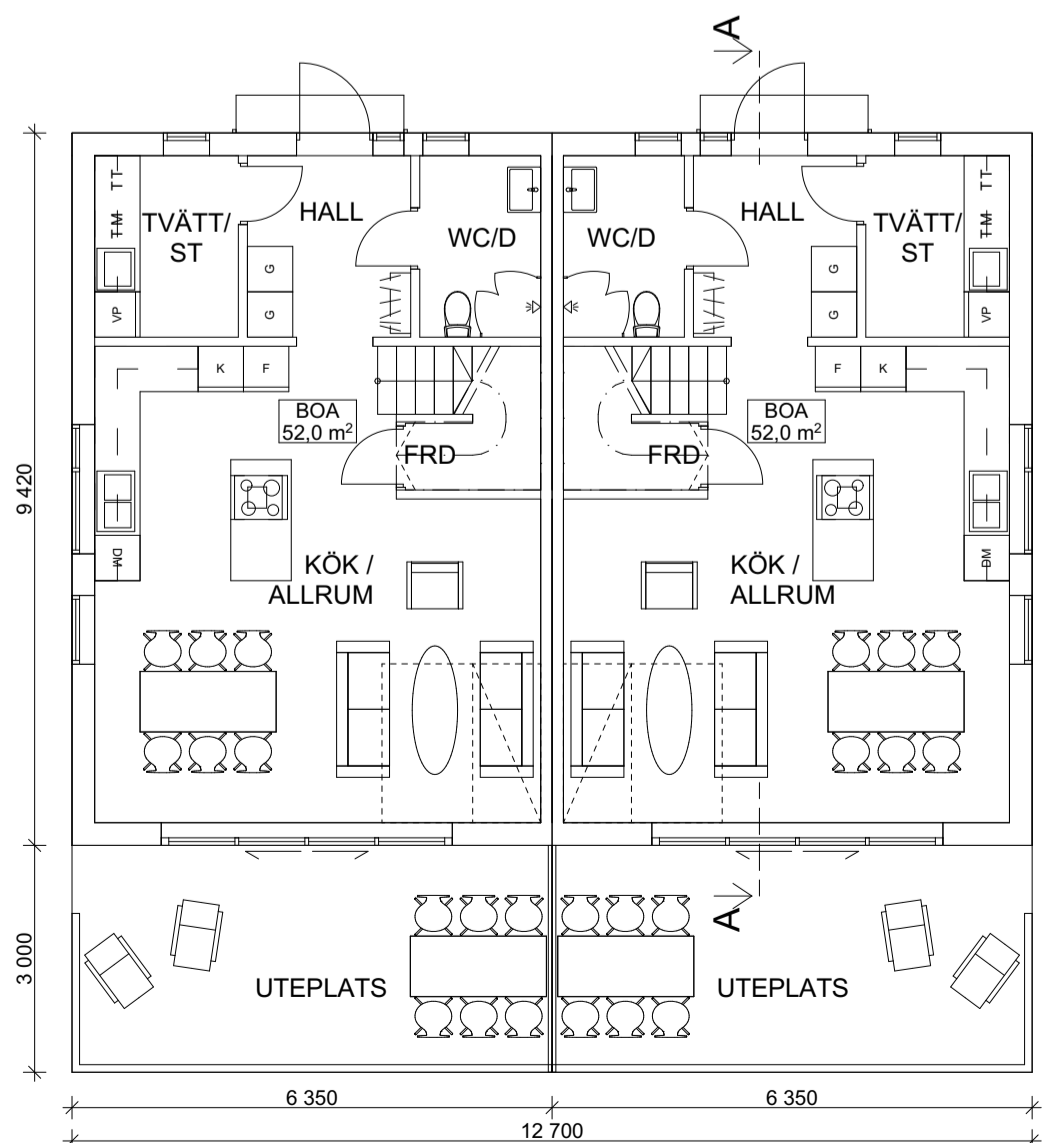 A
TT
TM
TVÄTT/
ST
HALL
WC/D
WC/D
HALL
TVÄTT/
ST
TT
TM
G
G
G
G
VP
VP
K
F
F
K
BOA
52,0 m²
BOA
52,0 m²
FRD
FRD
9 420
DM
KÖK /
ALLRUM
KÖK /
ALLRUM
DM
A
3 000
UTEPLATS
UTEPLATS
6 350
6 350
12 700